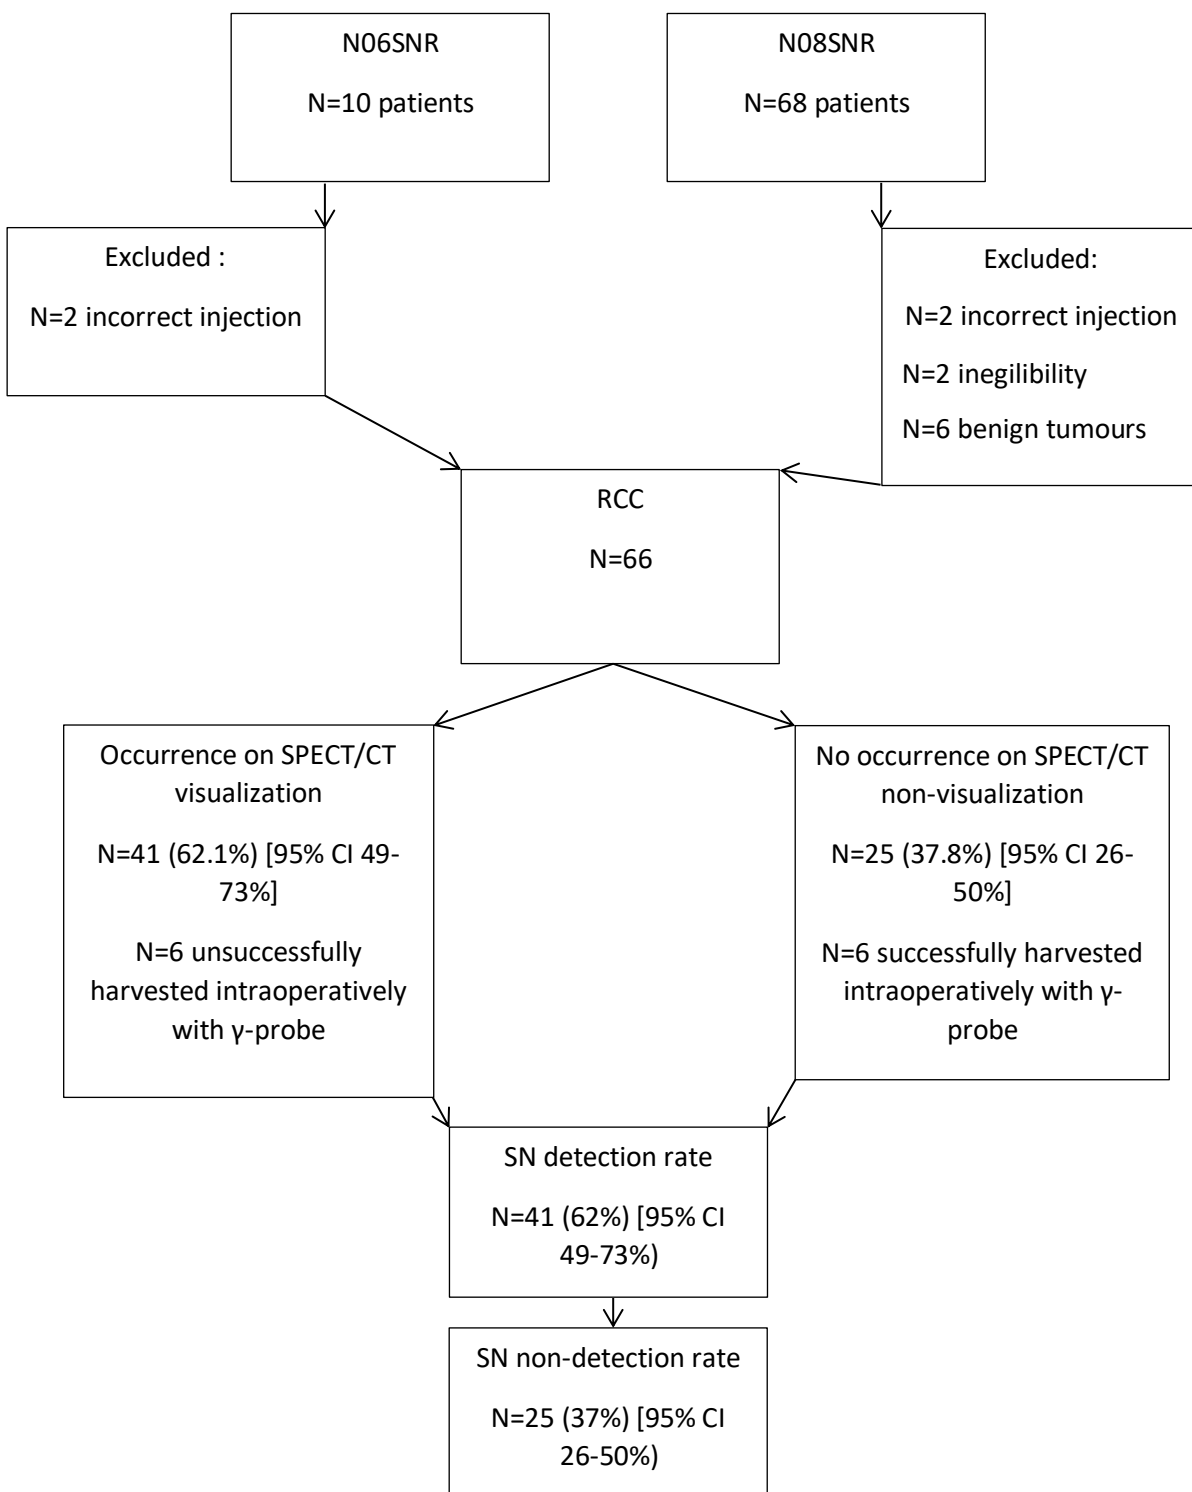 N06SNR
N=10 patients
N08SNR
N=68 patients
Excluded :
N=2 incorrect injection
Excluded:
N=2 incorrect injection
N=2 inegilibility
N=6 benign tumours
RCC
N=66
Occurrence on SPECT/CT
visualization
N=41 (62.1%) [95% CI 49-
73%]
N=6 unsuccessfully
harvested intraoperatively
with γ-probe
No occurrence on SPECT/CT
non-visualization
N=25 (37.8%) [95% CI 26-
50%]
N=6 successfully harvested
intraoperatively with γ-
probe
SN detection rate
N=41 (62%) [95% CI
49-73%)
SN non-detection rate
N=25 (37%) [95% CI
26-50%)